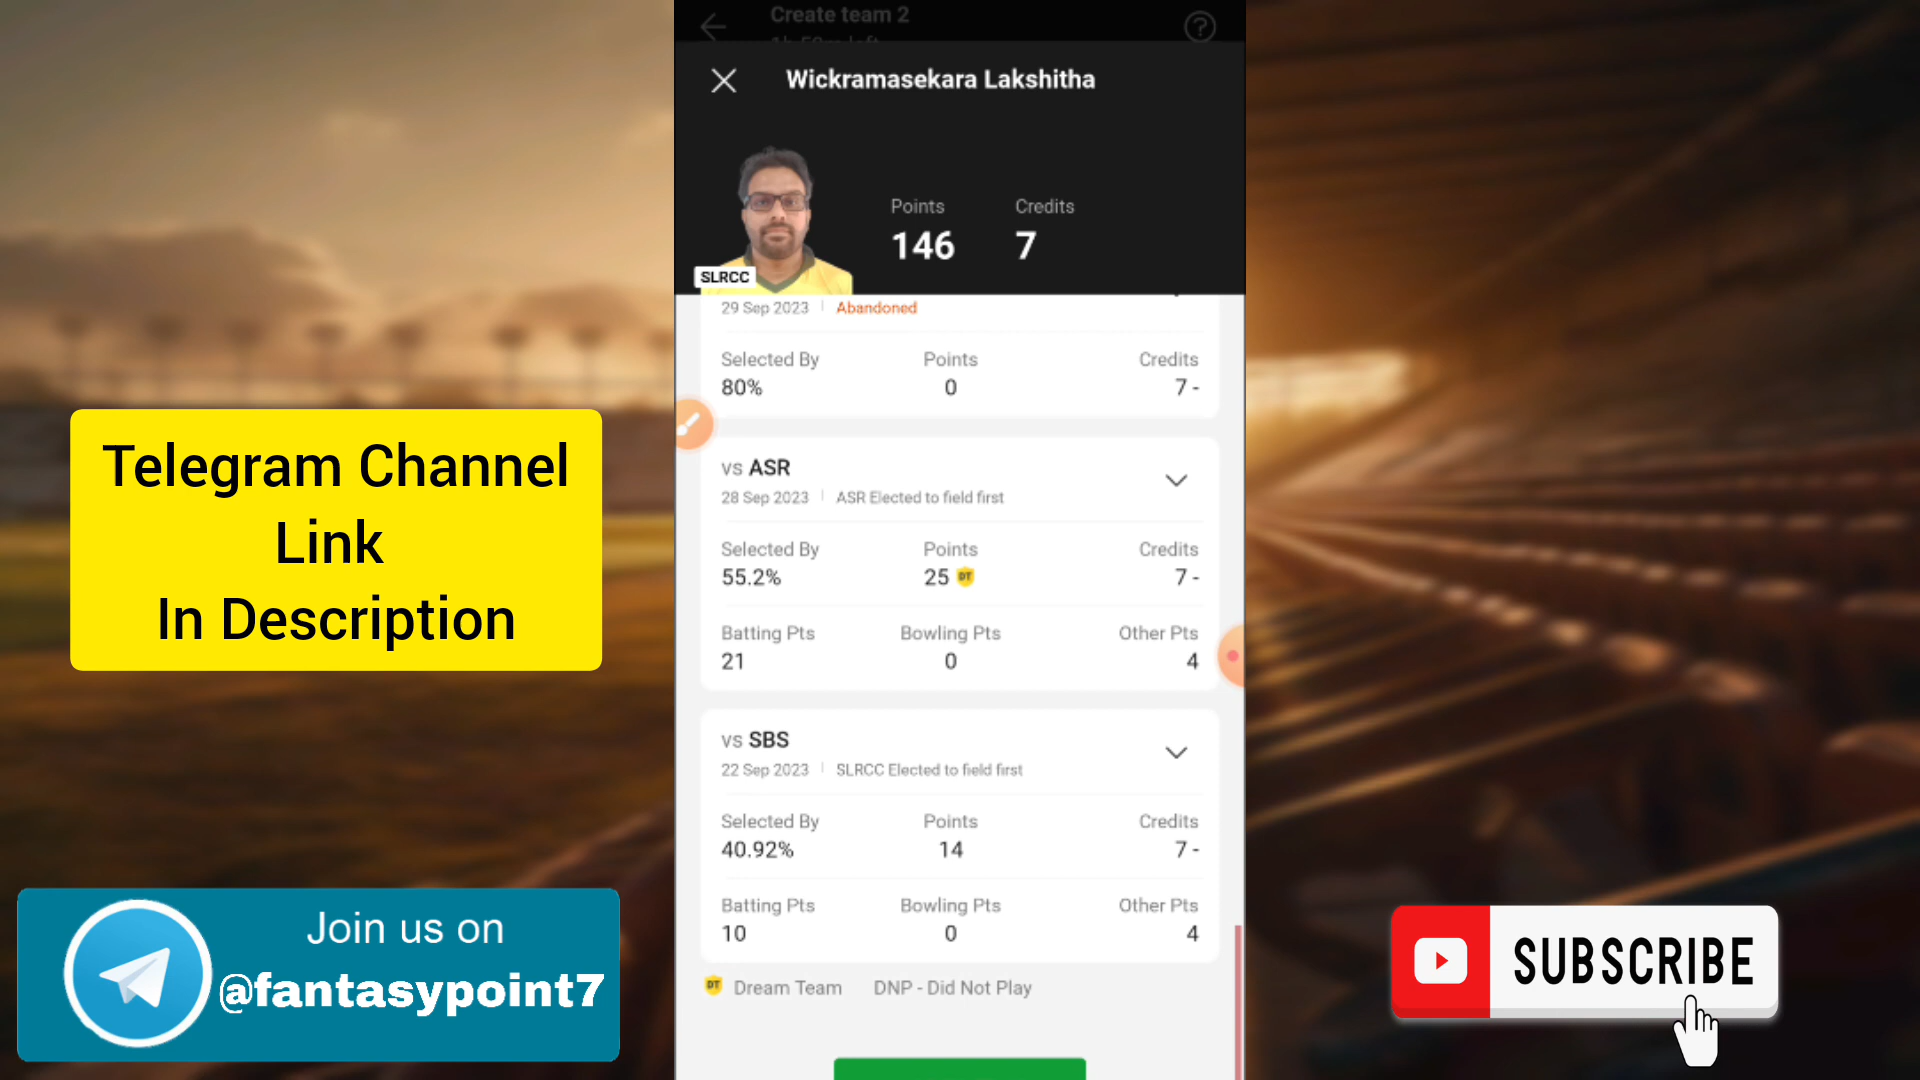 Create team 2
1h 59m left
Wickramasekara Lakshitha
Points
Credits
146
7
SLRCC
29 Sep 2023 Abandoned
Selected By
Points
Credits
80%
0
7 -
vs ASR
28 Sep 2023 ASR Elected to field first
Selected By
Points
Credits
55.2%
25 DT
7 -
Batting Pts
Bowling Pts
Other Pts
21
0
4
vs SBS
22 Sep 2023 SLRCC Elected to field first
Selected By
Points
Credits
40.92%
14
7 -
Batting Pts
Bowling Pts
Other Pts
10
0
4
DT Dream Team
DNP - Did Not Play
Telegram Channel
Link
In Description
Join us on
@fantasypoint7
SUBSCRIBE